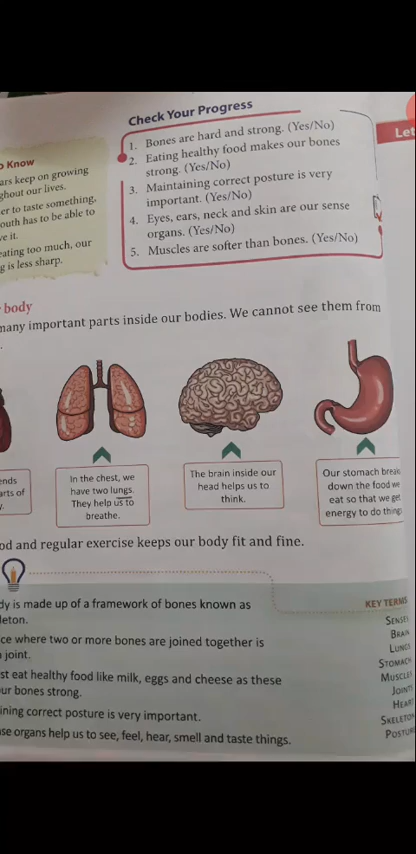 Check Your Progress
1. Bones are hard and strong. (Yes/No)
2. Eating healthy food makes our bones
strong. (Yes/No)
3. Maintaining correct posture is very
important. (Yes/No)
4. Eyes, ears, neck and skin are our sense
organs. (Yes/No)
5. Muscles are softer than bones. (Yes/No)
Let
Know
ars keep on growing
ghout our lives.
er to taste something,
outh has to be able to
ve it.
eating too much, our
g is less sharp.
body
many important parts inside our bodies. We cannot see them from
ends
arts of
y.
In the chest, we
have two lungs.
They help us to
breathe.
The brain inside our
head helps us to
think.
Our stomach break
down the food we
eat so that we get
energy to do thing
od and regular exercise keeps our body fit and fine.
dy is made up of a framework of bones known as
leton.
ce where two or more bones are joined together is
joint.
st eat healthy food like milk, eggs and cheese as these
ur bones strong.
ining correct posture is very important.
nse organs help us to see, feel, hear, smell and taste things.
KEY TERMS
SENSES
BRAIN
LUNGS
STOMACH
MUSCLES
JOINTS
HEART
SKELETON
POSTUR